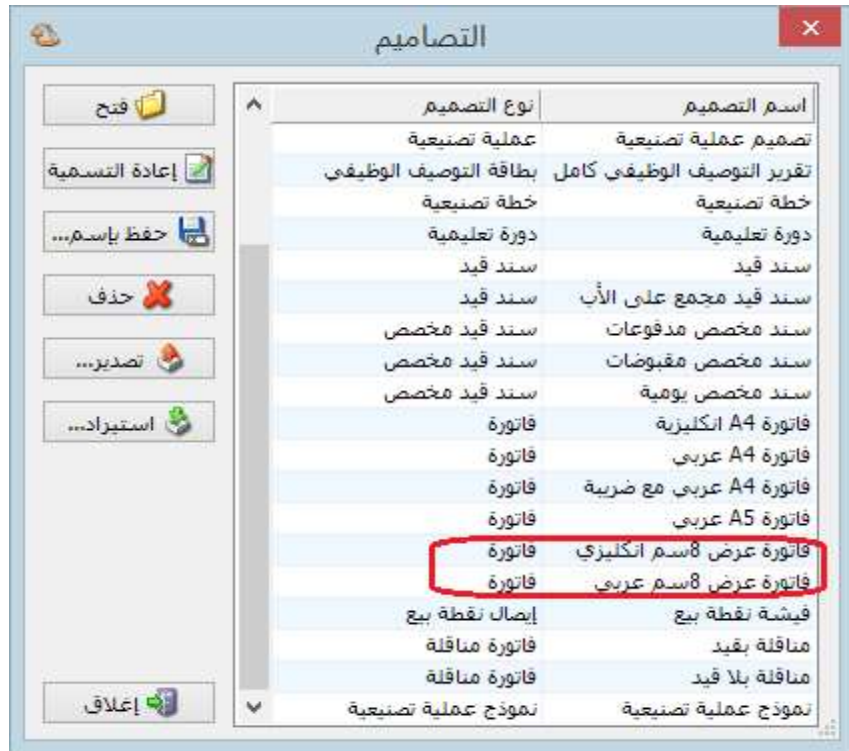 التصاميم
اسم التصميم نوع التصميم
تصميم عملية تصنيعية عملية تصنيعية
تقرير التوصيف الوظيفي كامل بطاقة التوصيف الوظيفي
خطة تصنيعية خطة تصنيعية
دورة تعليمية دورة تعليمية
سند قيد سند قيد
سند قيد مجمع على الأب سند قيد
سند مخصص مدفوعات سند قيد مخصص
سند مخصص مقبوضات سند قيد مخصص
سند مخصص يومية سند قيد مخصص
فاتورة A4 انكليزية فاتورة
فاتورة A4 عربي فاتورة
فاتورة A4 عربي مع ضريبة فاتورة
فاتورة A5 عربي فاتورة
فاتورة عرض 8سم انكليزي فاتورة
فاتورة عرض 8سم عربي فاتورة
فيشة نقطة بيع إيصال نقطة بيع
مناقلة بقيد فاتورة مناقلة
مناقلة بلا قيد فاتورة مناقلة
نموذج عملية تصنيعية نموذج عملية تصنيعية
فتح
إعادة التسمية
حفظ بإسم...
حذف
تصدير...
استيراد...
إغلاق